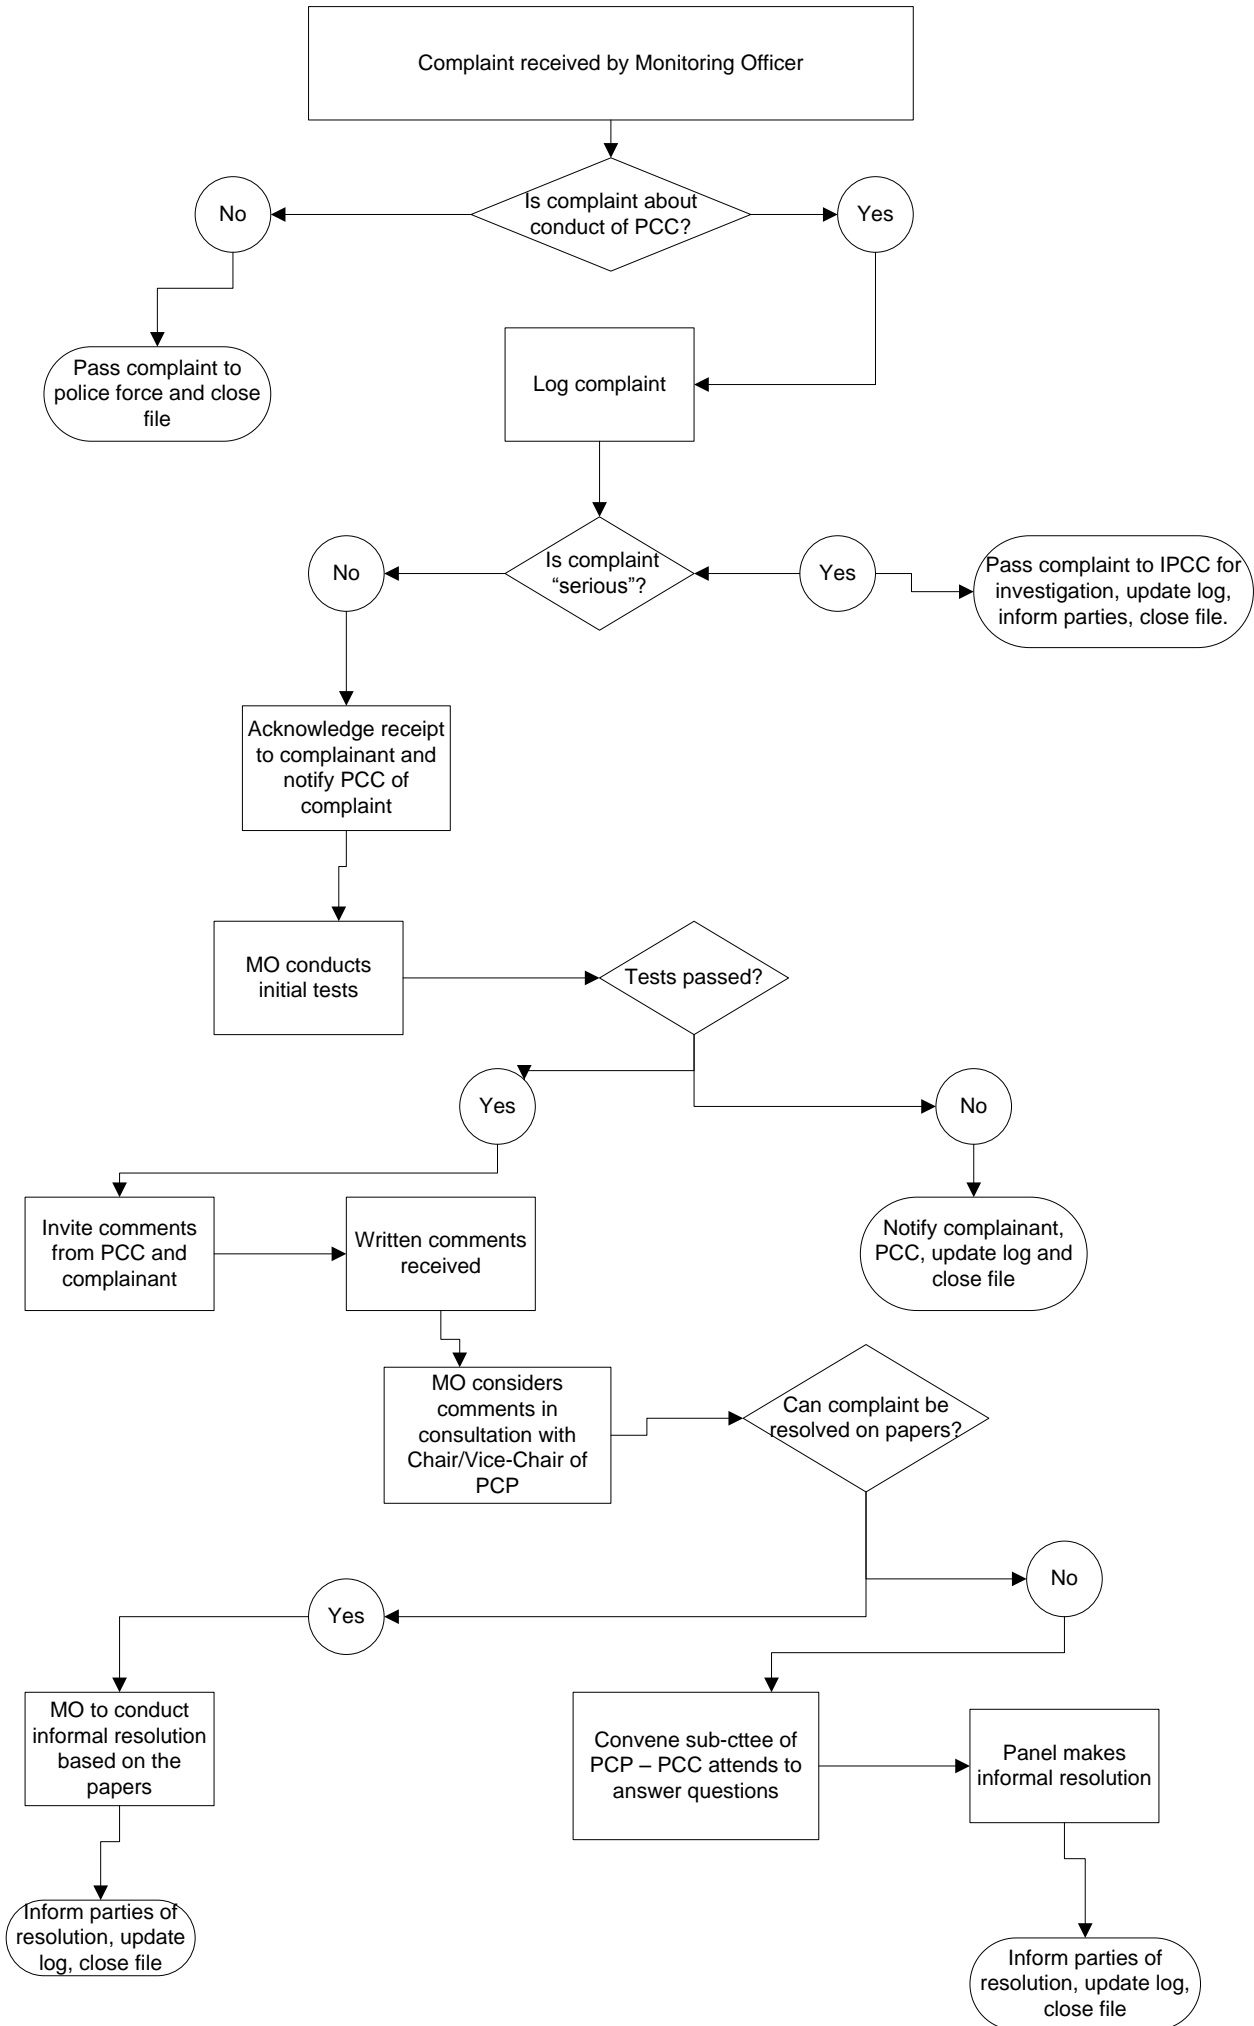 Complaint received by Monitoring Officer
Is complaint about
conduct of PCC?
No
Yes
Pass complaint to
police force and close
file
Log complaint
Is complaint
“serious”?
No
Yes
Pass complaint to IPCC for
investigation, update log,
inform parties, close file.
Acknowledge receipt
to complainant and
notify PCC of
complaint
MO conducts
initial tests
Tests passed?
Yes
No
Invite comments
from PCC and
complainant
Written comments
received
Notify complainant,
PCC, update log and
close file
MO considers
comments in
consultation with
Chair/Vice-Chair of
PCP
Can complaint be
resolved on papers?
No
Yes
MO to conduct
informal resolution
based on the
papers
Convene sub-cttee of
PCP – PCC attends to
answer questions
Panel makes
informal resolution
Inform parties of
resolution, update
log, close file
Inform parties of
resolution, update log,
close file